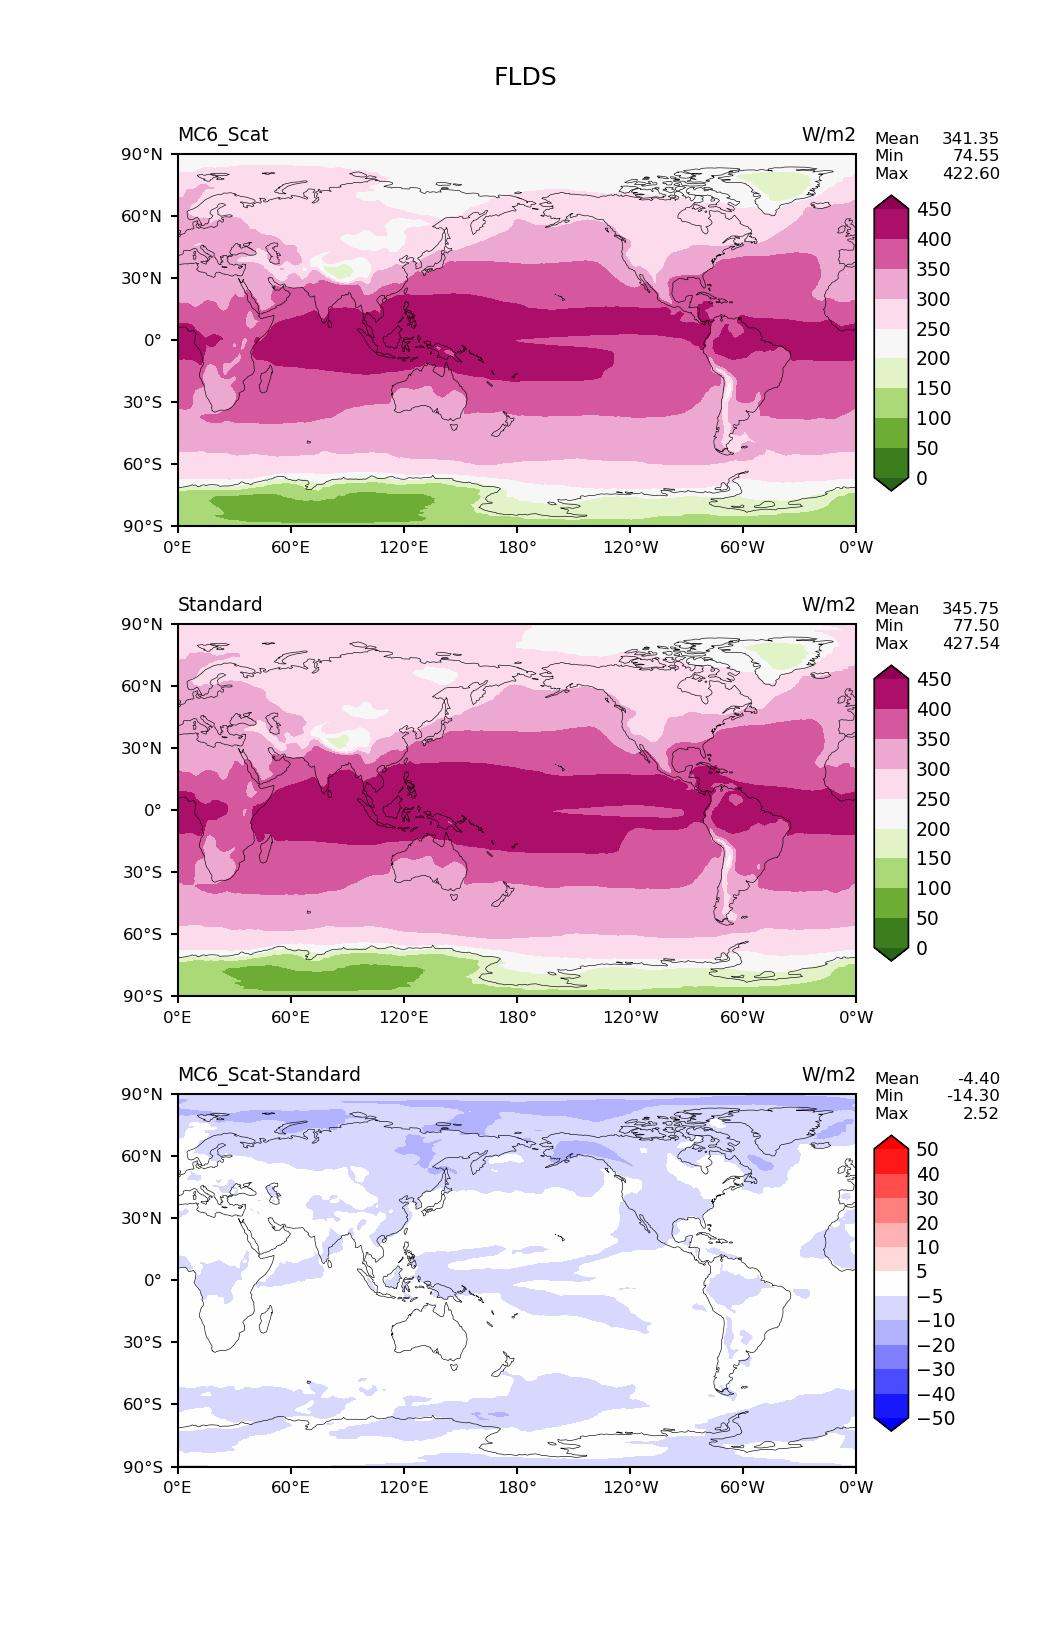 FLDS
MC6_Scat W/m2
Mean 341.35
Min 74.55
Max 422.60
90°N
60°N
30°N
0°
30°S
60°S
90°S
0°E 60°E 120°E 180° 120°W 60°W 0°W
450
400
350
300
250
200
150
100
50
0
Standard W/m2
Mean 345.75
Min 77.50
Max 427.54
90°N
60°N
30°N
0°
30°S
60°S
90°S
0°E 60°E 120°E 180° 120°W 60°W 0°W
450
400
350
300
250
200
150
100
50
0
MC6_Scat-Standard W/m2
Mean -4.40
Min -14.30
Max 2.52
90°N
60°N
30°N
0°
30°S
60°S
90°S
0°E 60°E 120°E 180° 120°W 60°W 0°W
50
40
30
20
10
5
−5
−10
−20
−30
−40
−50